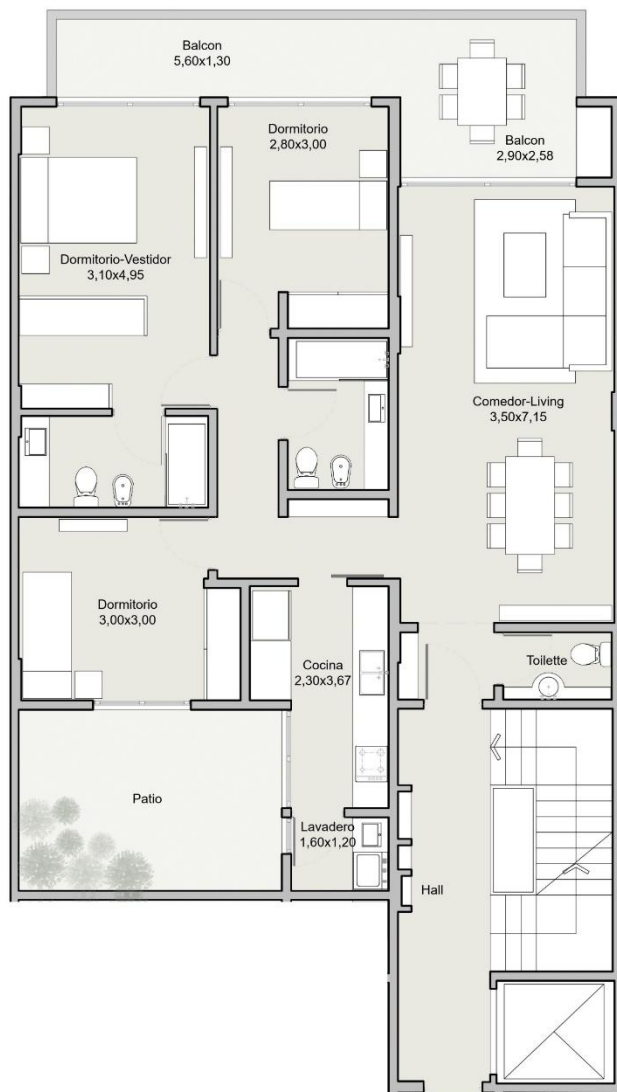 Balcon
5,60x1,30
Dormitorio
2,80x3,00
Balcon
2,90x2,58
Dormitorio-Vestidor
3,10x4,95
Comedor-Living
3,50x7,15
Dormitorio
3,00x3,00
Cocina
2,30x3,67
Toilette
Patio
Lavadero
1,60x1,20
Hall